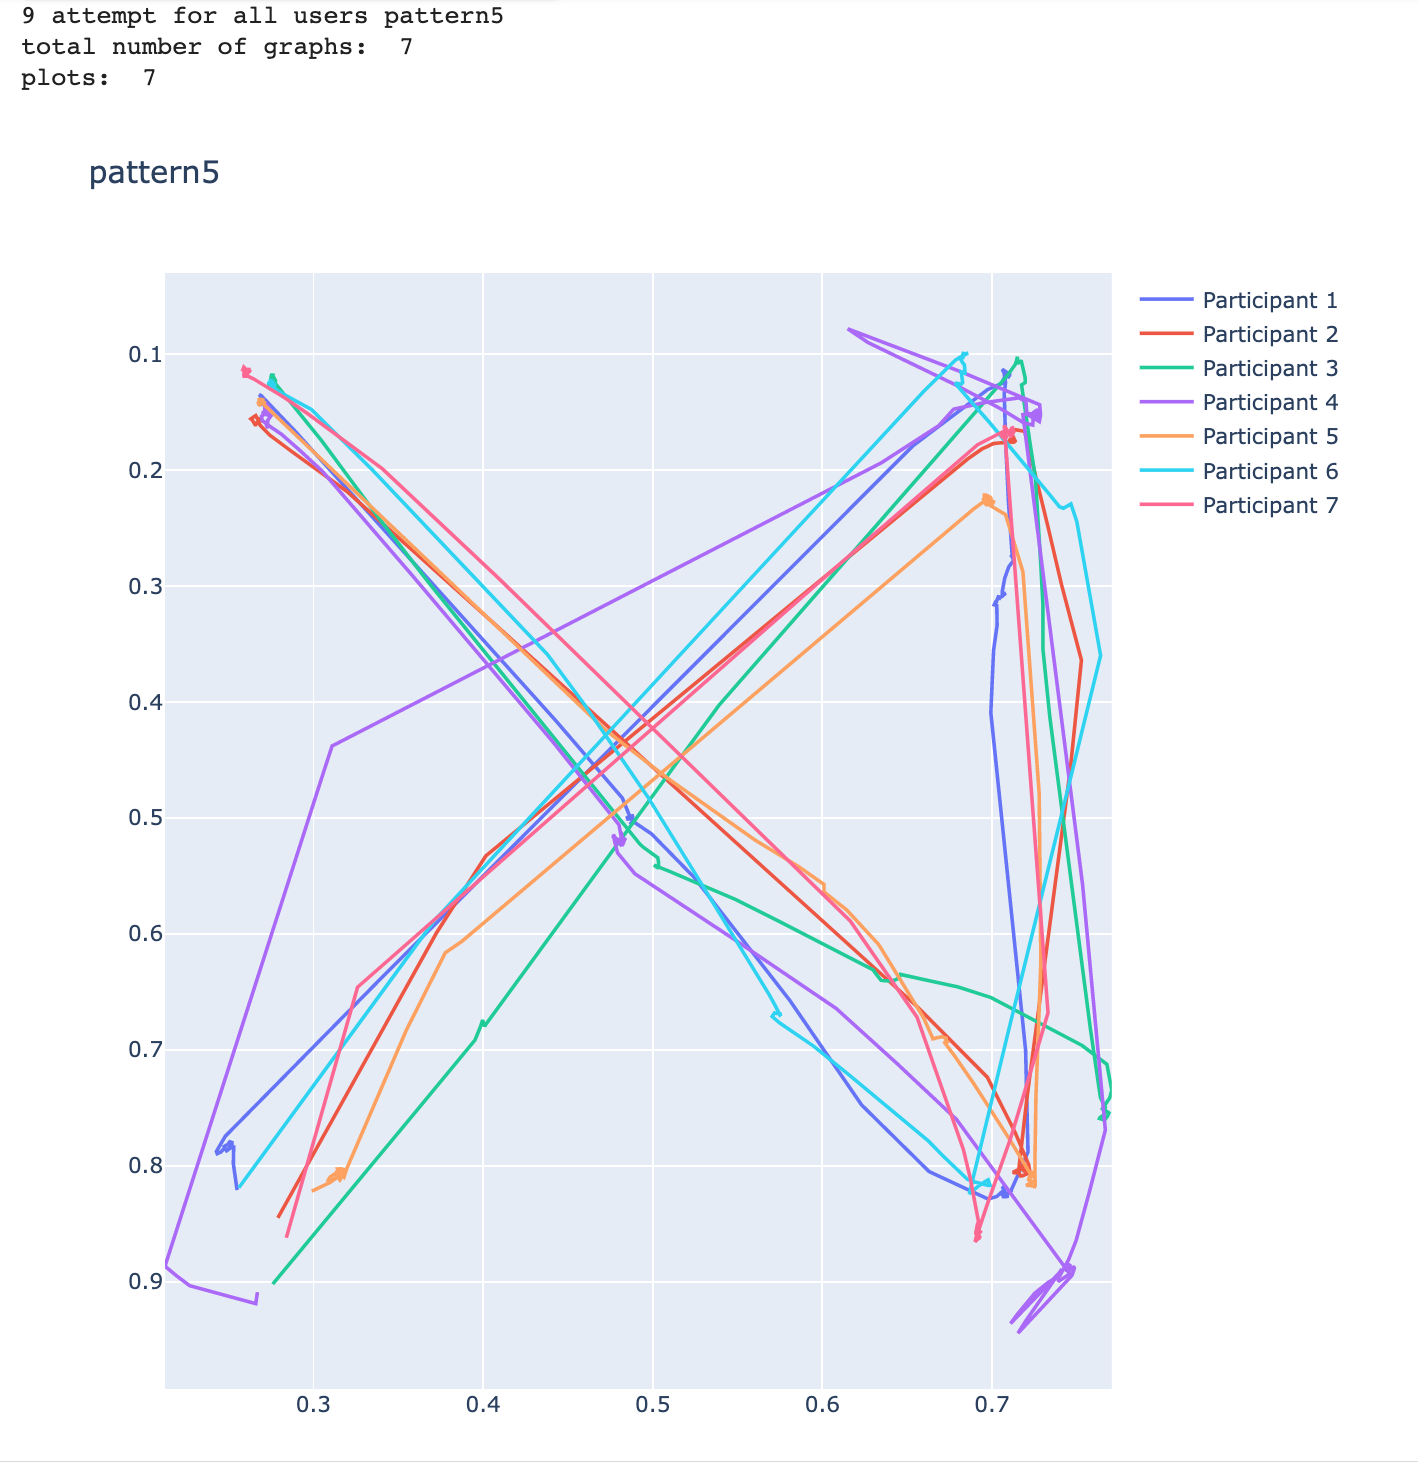 9 attempt for all users pattern5
total number of graphs:  7
plots:  7
pattern5
Participant 1
Participant 2
Participant 3
Participant 4
Participant 5
Participant 6
Participant 7
0.1
0.2
0.3
0.4
0.5
0.6
0.7
0.8
0.9
0.3 0.4 0.5 0.6 0.7